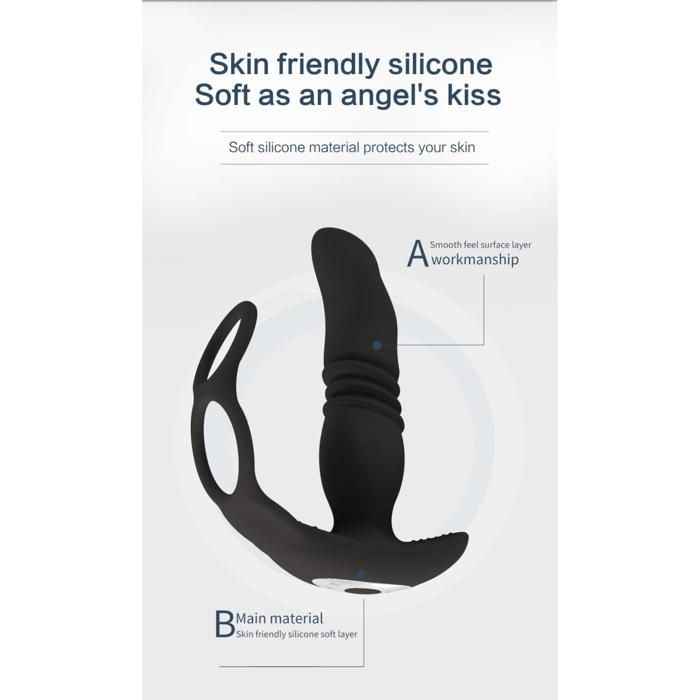 Skin friendly silicone
Soft as an angel's kiss
Soft silicone material protects your skin
A Smooth feel surface layer
workmanship
B Main material
Skin friendly silicone soft layer